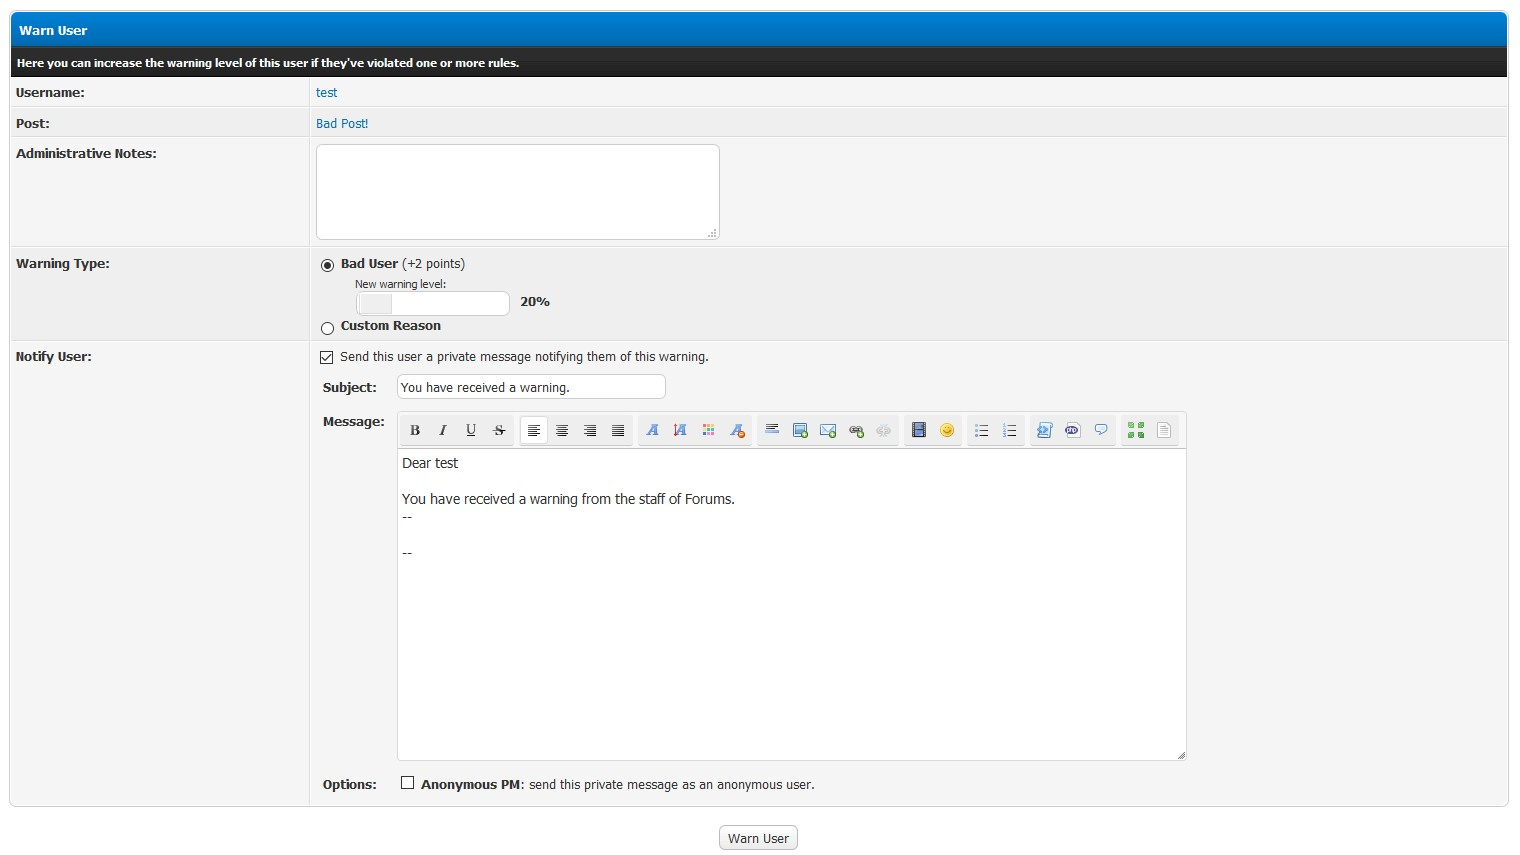 Warn User
Here you can increase the warning level of this user if they've violated one or more rules.
Username: test
Post: Bad Post!
Administrative Notes:
Warning Type: Bad User (+2 points)
New warning level:
20%
Custom Reason
Notify User: Send this user a private message notifying them of this warning.
Subject: You have received a warning.
Message: B I U S
Dear test
You have received a warning from the staff of Forums.
--
--
Options: Anonymous PM: send this private message as an anonymous user.
Warn User